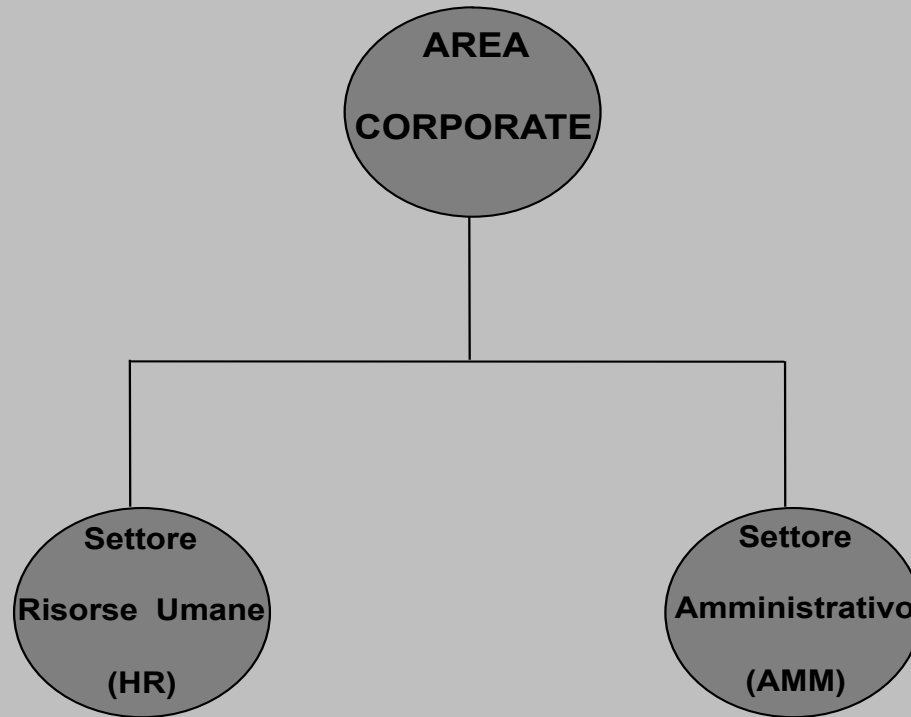 AREA
CORPORATE
Settore
Risorse Umane
(HR)
Settore
Amministrativo
(AMM)